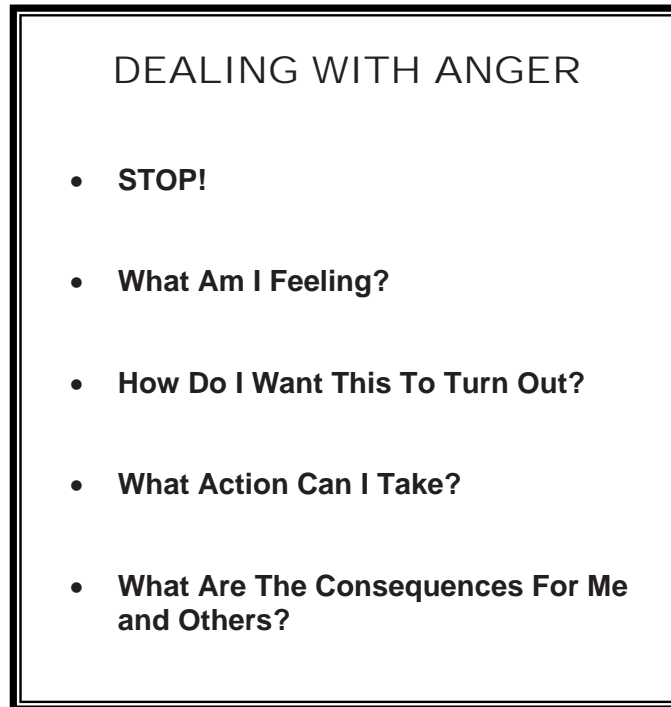 DEALING WITH ANGER
• STOP!
• What Am I Feeling?
• How Do I Want This To Turn Out?
• What Action Can I Take?
• What Are The Consequences For Me
and Others?